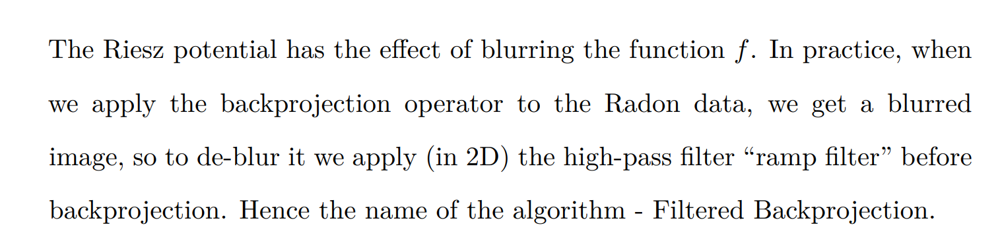 The Riesz potential has the effect of blurring the function f. In practice, when
we apply the backprojection operator to the Radon data, we get a blurred
image, so to de-blur it we apply (in 2D) the high-pass filter “ramp filter” before
backprojection. Hence the name of the algorithm - Filtered Backprojection.